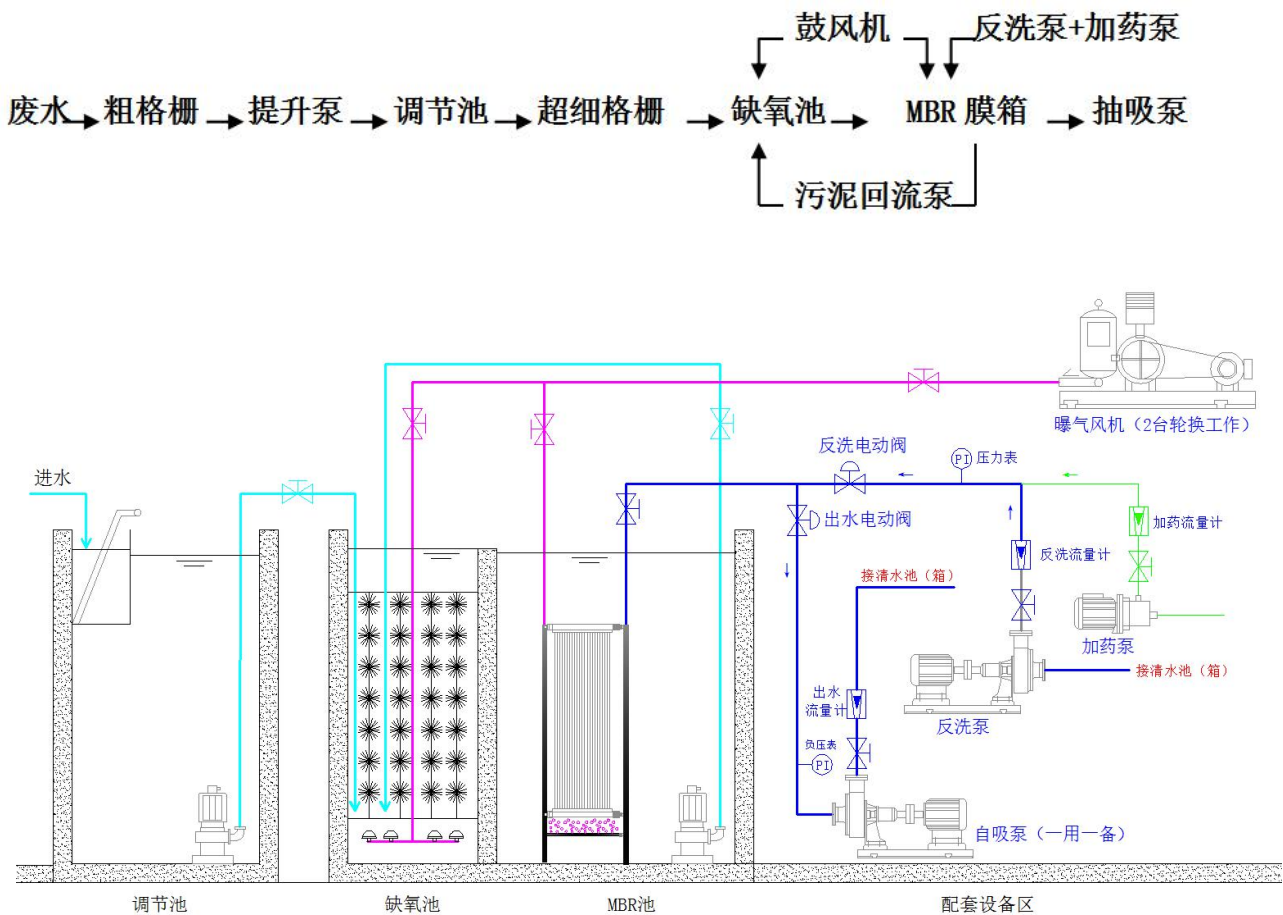 鼓风机
反洗泵+加药泵
废水
粗格栅
提升泵
调节池
超细格栅
缺氧池
MBR 膜箱
抽吸泵
污泥回流泵
曝气风机（2台轮换工作）
反洗电动阀
PI
压力表
进水
出水电动阀
加药流量计
反洗流量计
接清水池（箱）
加药泵
接清水池（箱）
出水
流量计
反洗泵
负压表
PI
自吸泵（一用一备）
调节池
缺氧池
MBR池
配套设备区